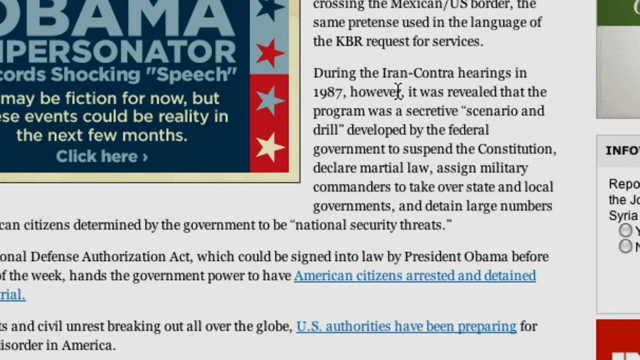 OBAMA
IMPERSONATOR
cords Shocking "Speech"
may be fiction for now, but
se events could be reality in
the next few months.
Click here ›
crossing the Mexican/US border, the
same pretense used in the language of
the KBR request for services.
During the Iran-Contra hearings in
1987, however, it was revealed that the
program was a secretive “scenario and
drill” developed by the federal
government to suspend the Constitution,
declare martial law, assign military
commanders to take over state and local
governments, and detain large numbers
can citizens determined by the government to be “national security threats.”
onal Defense Authorization Act, which could be signed into law by President Obama before
of the week, hands the government power to have American citizens arrested and detained
rial.
ts and civil unrest breaking out all over the globe, U.S. authorities have been preparing for
disorder in America.
INFO
Repo
the Jo
Syria
Y
N